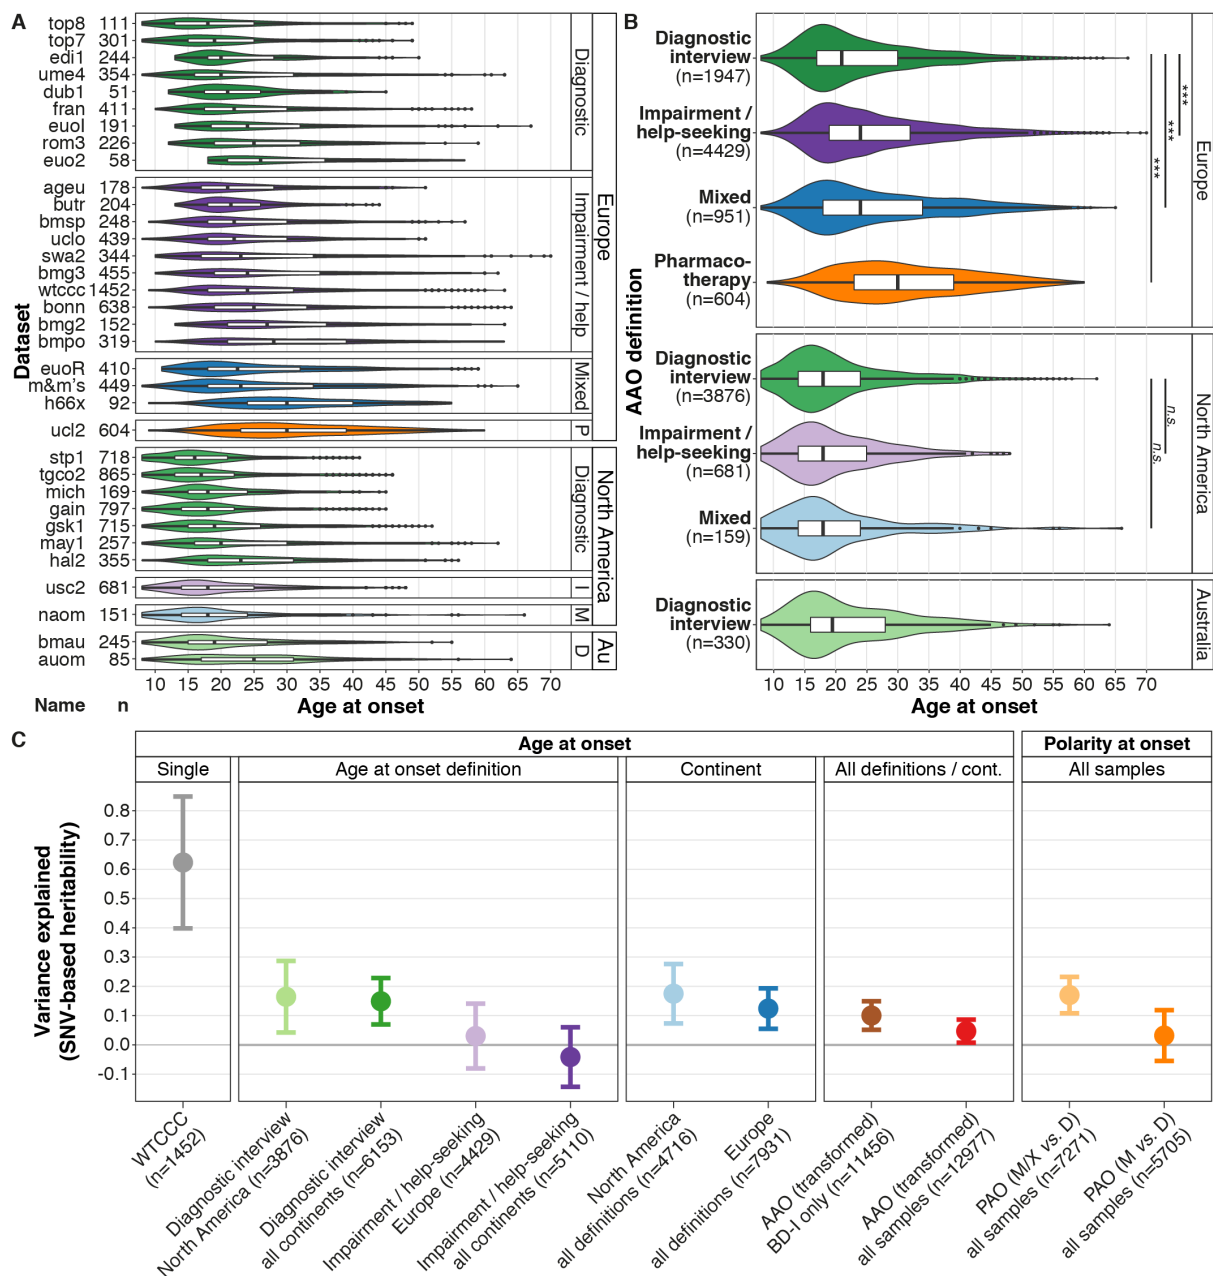 A
Dataset
top8 111
top7 301
edi1 244
ume4 354
dub1 51
fran 411
euoI 191
rom3 226
euo2 58
Diagnostic
ageu 178
butr 204
bmsp 248
uclo 439
swa2 344
bmg3 455
wtccc 1452
bonn 638
bmg2 152
bmpo 319
Impairment / help
euoR 410
m&m's 449
h66x 92
Mixed
ucl2 604
P
Europe
stp1 718
tgco2 865
mich 169
gain 797
gsk1 715
may1 257
hal2 355
Diagnostic
usc2 681
I
naom 151
M
North America
bmau 245
auom 85
D
Au
10 15 20 25 30 35 40 45 50 55 60 65 70
Name n Age at onset
B
AAO definition
Diagnostic
interview
(n=1947)
Impairment /
help-seeking
(n=4429)
Mixed
(n=951)
Pharmaco-
therapy
(n=604)
***
***
***
Europe
Diagnostic
interview
(n=3876)
Impairment /
help-seeking
(n=681)
Mixed
(n=159)
n.s.
n.s.
North America
Diagnostic
interview
(n=330)
Australia
10 15 20 25 30 35 40 45 50 55 60 65 70
Age at onset
C
Age at onset
Polarity at onset
Single
Age at onset definition
Continent
All definitions / cont.
All samples
Variance explained
(SNV-based heritability)
0.8
0.7
0.6
0.5
0.4
0.3
0.2
0.1
0.0
-0.1
WTCCC
(n=1452)
Diagnostic interview
North America (n=3876)
Diagnostic interview
all continents (n=6153)
Impairment / help-seeking
Europe (n=4429)
Impairment / help-seeking
all continents (n=5110)
North America
all definitions (n=4716)
Europe
all definitions (n=7931)
AAO (transformed)
BD-I only (n=11456)
AAO (transformed)
all samples (n=12977)
PAO (M/X vs. D)
all samples (n=7271)
PAO (M vs. D)
all samples (n=5705)